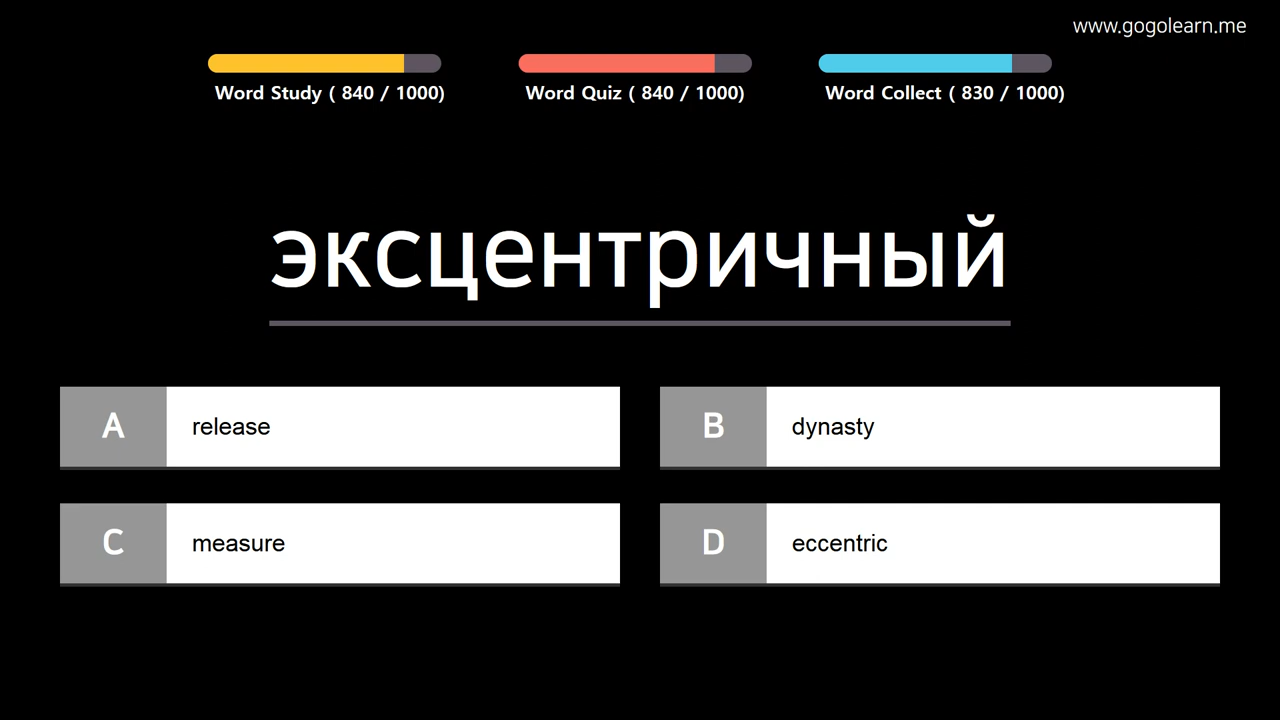 www.gogolearn.me
Word Study ( 840 / 1000)
Word Quiz ( 840 / 1000)
Word Collect ( 830 / 1000)
эксцентричный
A release
B dynasty
C measure
D eccentric